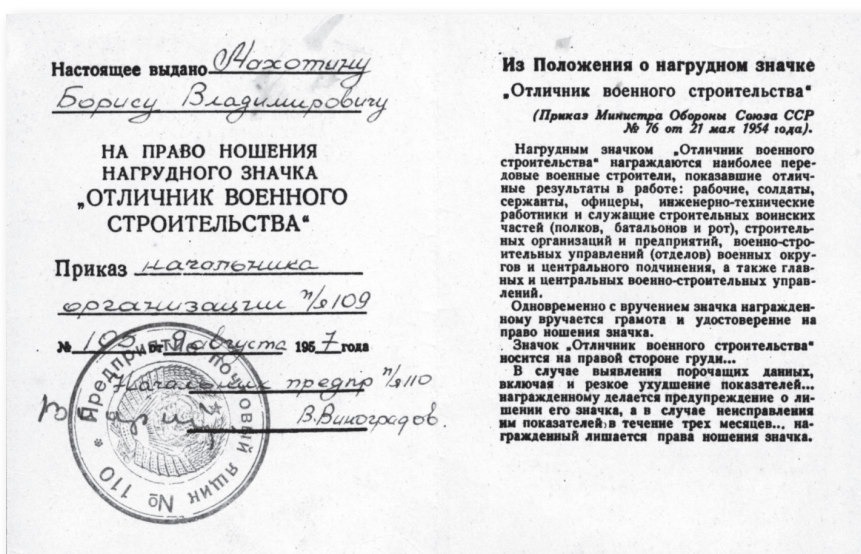 Настоящее выдано Махотину
Борису Владимировичу
НА ПРАВО НОШЕНИЯ
НАГРУДНОГО ЗНАЧКА
„ОТЛИЧНИК ВОЕННОГО
СТРОИТЕЛЬСТВА“
Приказ начальника
организации п/я 109
№ 103 от 9 августа 1957 года
Начальник предпр п/я 110
В.Виноградов.
Предприятие почтовый ящик № 110 *
Из Положения о нагрудном значке
„Отличник военного строительства“
(Приказ Министра Обороны Союза ССР
№ 76 от 21 мая 1954 года).
Нагрудным значком „Отличник военного
строительства“ награждаются наиболее пере-
довые военные строители, показавшие отлич-
ные результаты в работе: рабочие, солдаты,
сержанты, офицеры, инженерно-технические
работники и служащие строительных воинских
частей (полков, батальонов и рот), строитель-
ных организаций и предприятий, военно-стро-
ительных управлений (отделов) военных окру-
гов и центрального подчинения, а также глав-
ных и центральных военно-строительных управ-
лений.
Одновременно с вручением значка награжден-
ному вручается грамота и удостоверение на
право ношения значка.
Значок „Отличник военного строительства“
носится на правой стороне груди...
В случае выявления порочащих данных,
включая и резкое ухудшение показателей...
награжденному делается предупреждение о ли-
шении его значка, а в случае неисправления
им показателей в течение трех месяцев... на-
гражденный лишается права ношения значка.